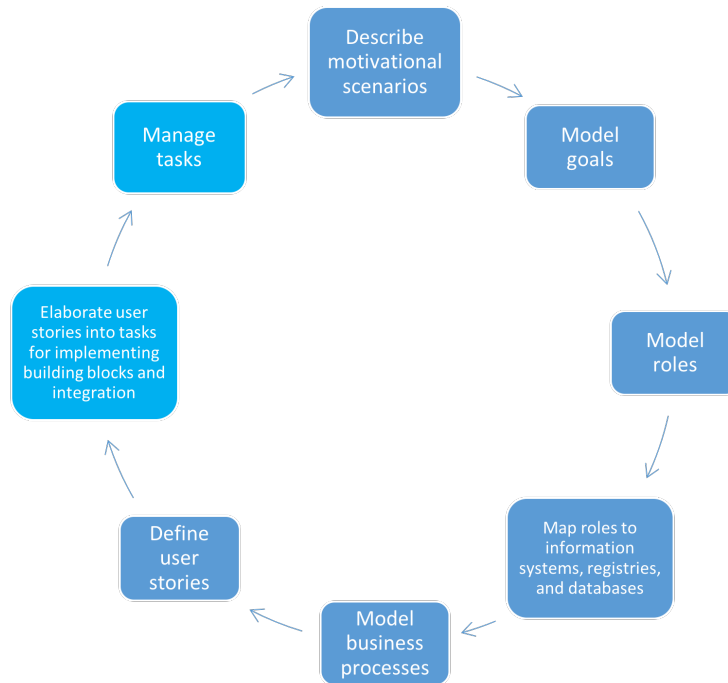 Describe
motivational
scenarios
Model
goals
Model
roles
Map roles to
information
systems, registries,
and databases
Model
business
processes
Define
user
stories
Elaborate user
stories into tasks
for implementing
building blocks and
integration
Manage
tasks